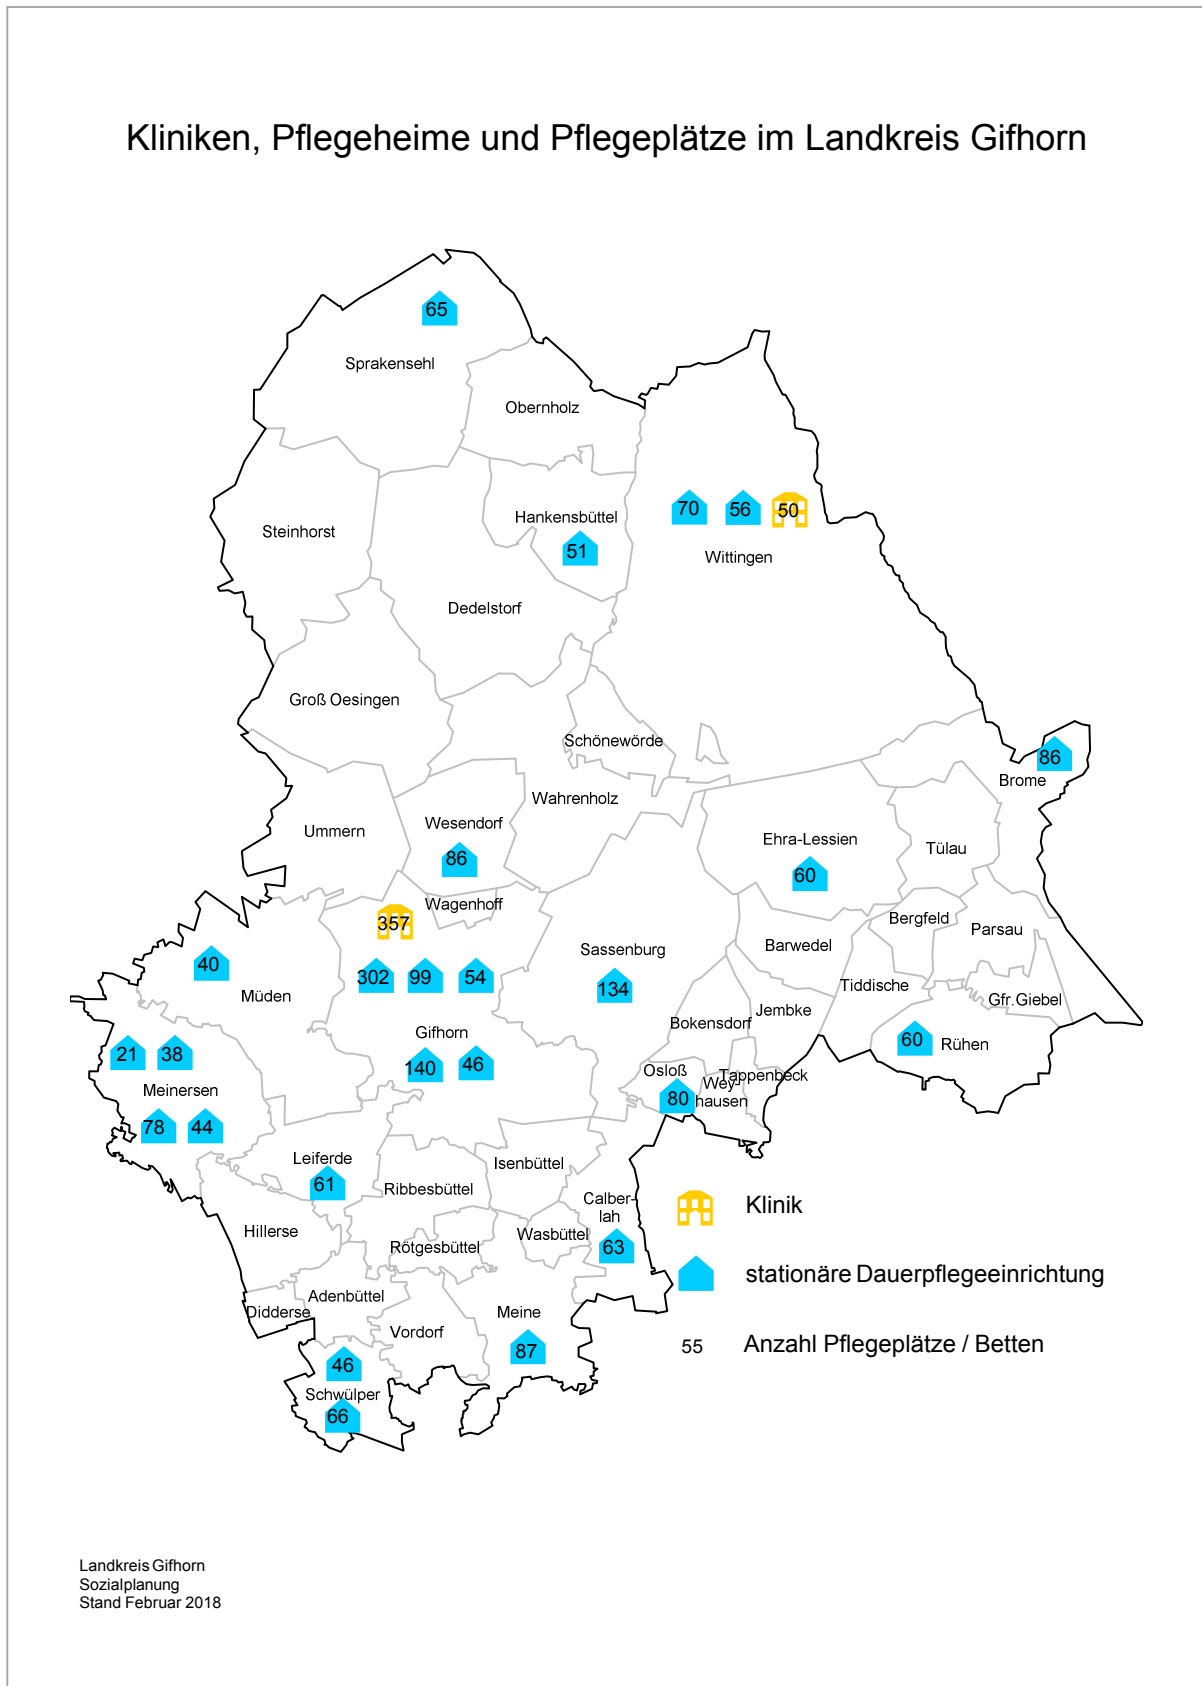 Kliniken, Pflegeheime und Pflegeplätze im Landkreis Gifhorn
65
Sprakensehl
Obernholz
70
56
50
Hankensbüttel
Steinhorst
51
Wittingen
Dedelstorf
Groß Oesingen
Schönewörde
86
Brome
Wahrenholz
Wesendorf
Ummern
Ehra-Lessien
Tülau
86
60
Wagenhoff
357
Bergfeld
Parsau
Barwedel
Sassenburg
40
302
99
54
134
Müden
Tiddische
Gfr.Giebel
Jembke
Bokensdorf
Gifhorn
60
Rühen
21
38
140
46
Osloß
Tappenbeck
Meinersen
Wey-
hausen
80
78
44
Leiferde
Isenbüttel
61
Ribbesbüttel
Calber-
lah
Klinik
Hillerse
Wasbüttel
Rötgesbüttel
63
stationäre Dauerpflegeeinrichtung
Adenbüttel
Didderse
Meine
Vordorf
55
Anzahl Pflegeplätze / Betten
87
46
Schwülper
66
Landkreis Gifhorn
Sozialplanung
Stand Februar 2018